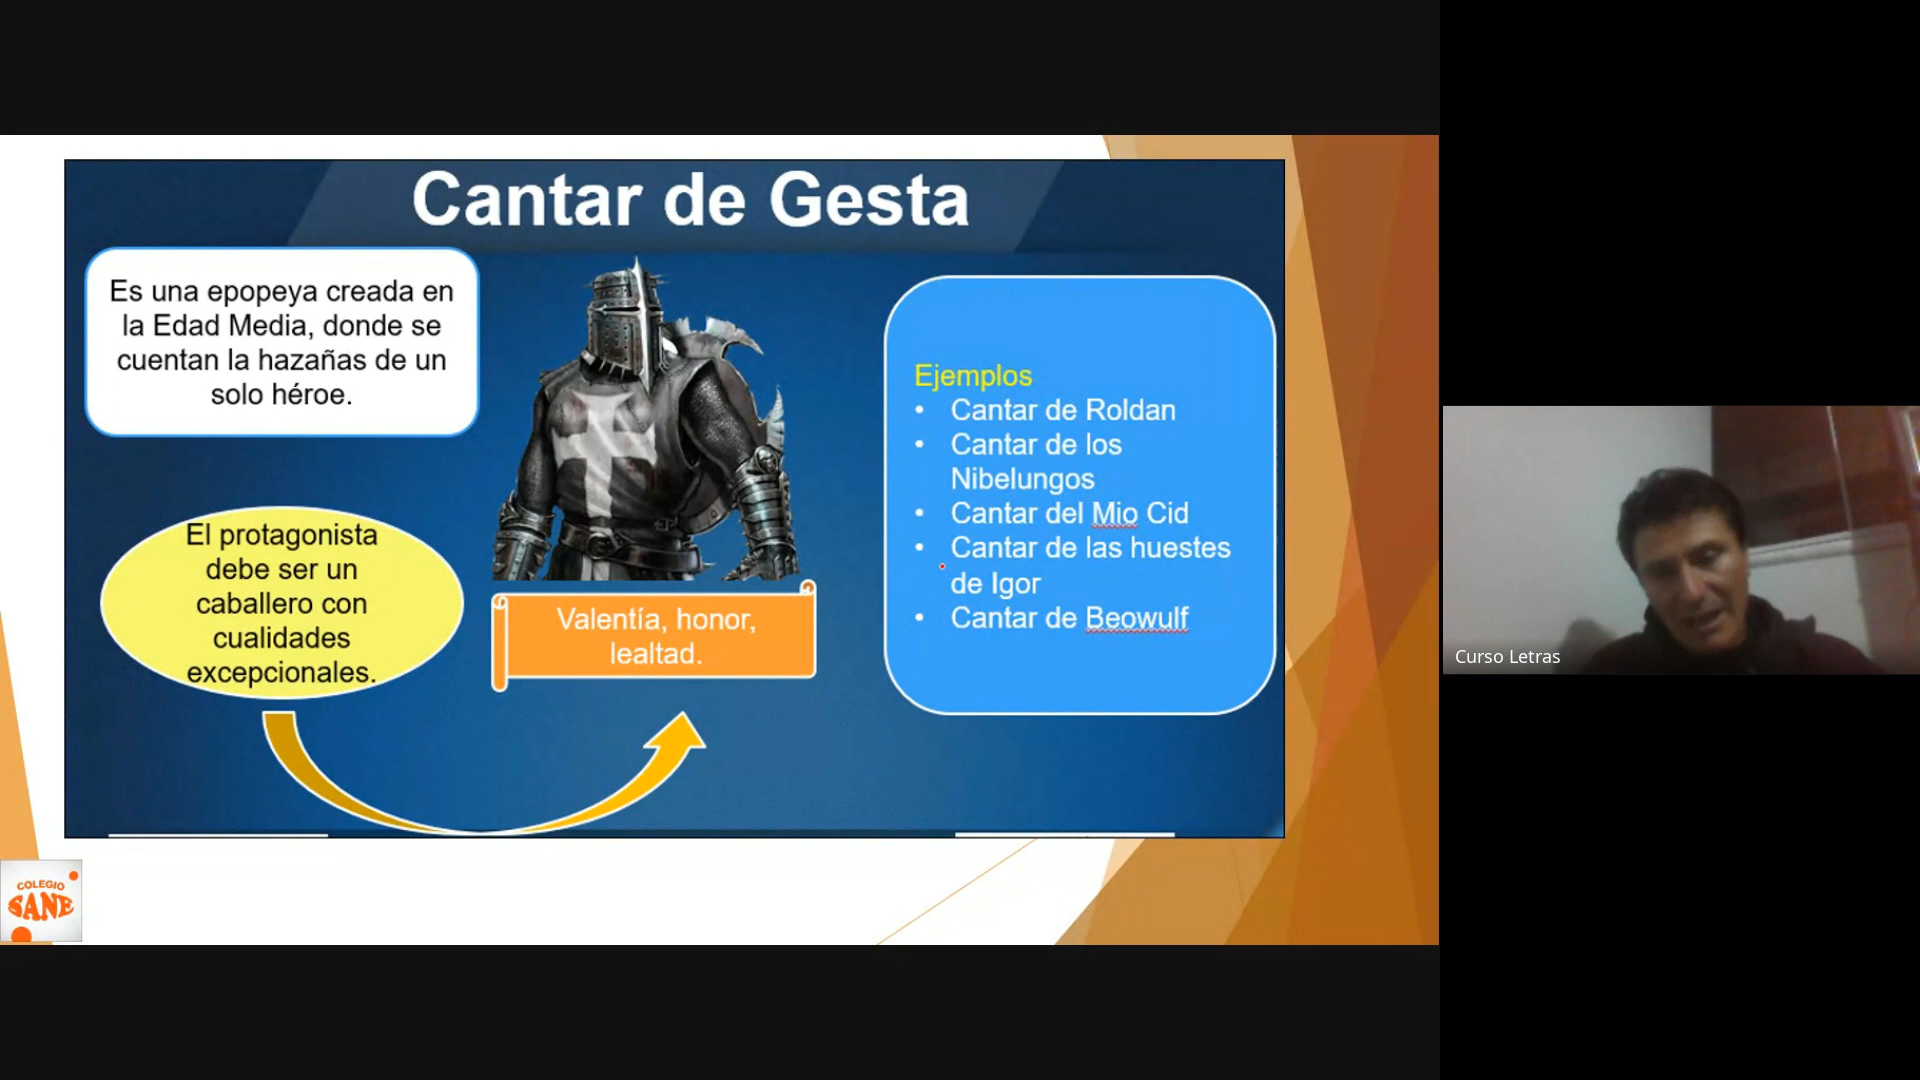 Cantar de Gesta
Es una epopeya creada en
la Edad Media, donde se
cuentan la hazañas de un
solo héroe.
El protagonista
debe ser un
caballero con
cualidades
excepcionales.
Valentía, honor,
lealtad.
Ejemplos
• Cantar de Roldan
• Cantar de los
Nibelungos
• Cantar del Mio Cid
• Cantar de las huestes
de Igor
• Cantar de Beowulf
COLEGIO
SANE
Curso Letras